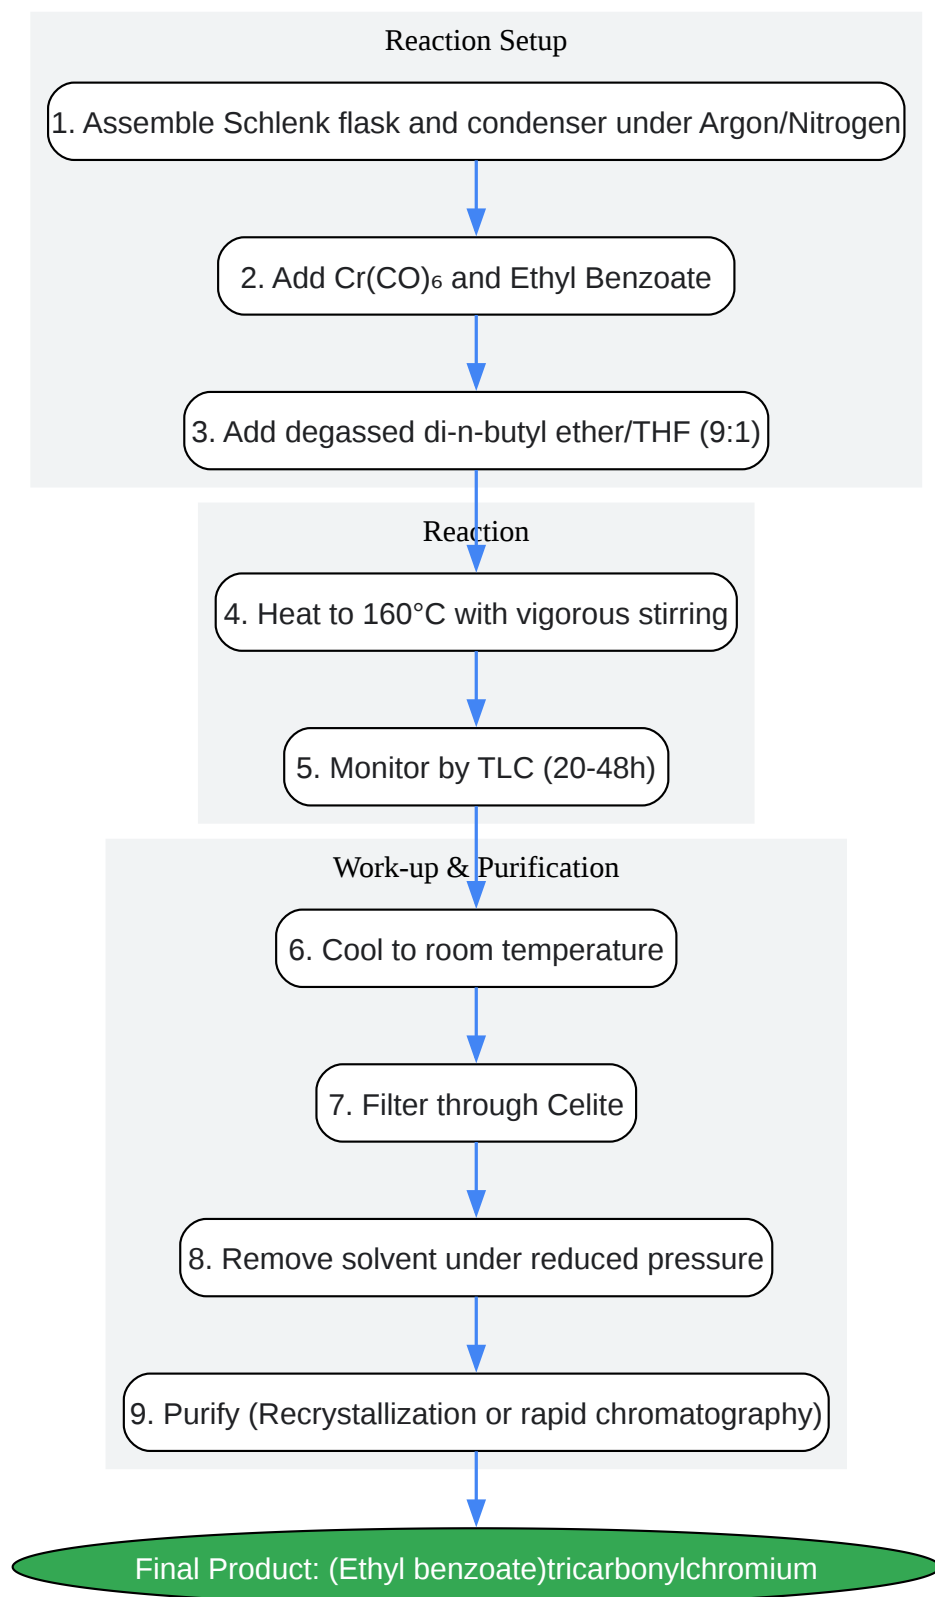 Reaction Setup
1. Assemble Schlenk flask and condenser under Argon/Nitrogen
2. Add Cr(CO)₆ and Ethyl Benzoate
3. Add degassed di-n-butyl ether/THF (9:1)
Reaction
4. Heat to 160°C with vigorous stirring
5. Monitor by TLC (20-48h)
Work-up & Purification
6. Cool to room temperature
7. Filter through Celite
8. Remove solvent under reduced pressure
9. Purify (Recrystallization or rapid chromatography)
Final Product: (Ethyl benzoate)tricarbonylchromium